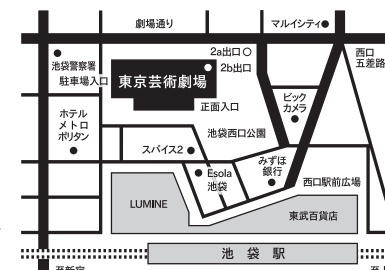 劇場通り
マルイシティ
2a出口
2b出口
西口
五差路
池袋警察署
駐車場入口
東京芸術劇場
正面入口
ビック
カメラ
ホテル
メトロ
ポリタン
池袋西口公園
スパイス2
みずほ
銀行
Esola
池袋
西口駅前広場
LUMINE
東武百貨店
池袋駅
至新宿